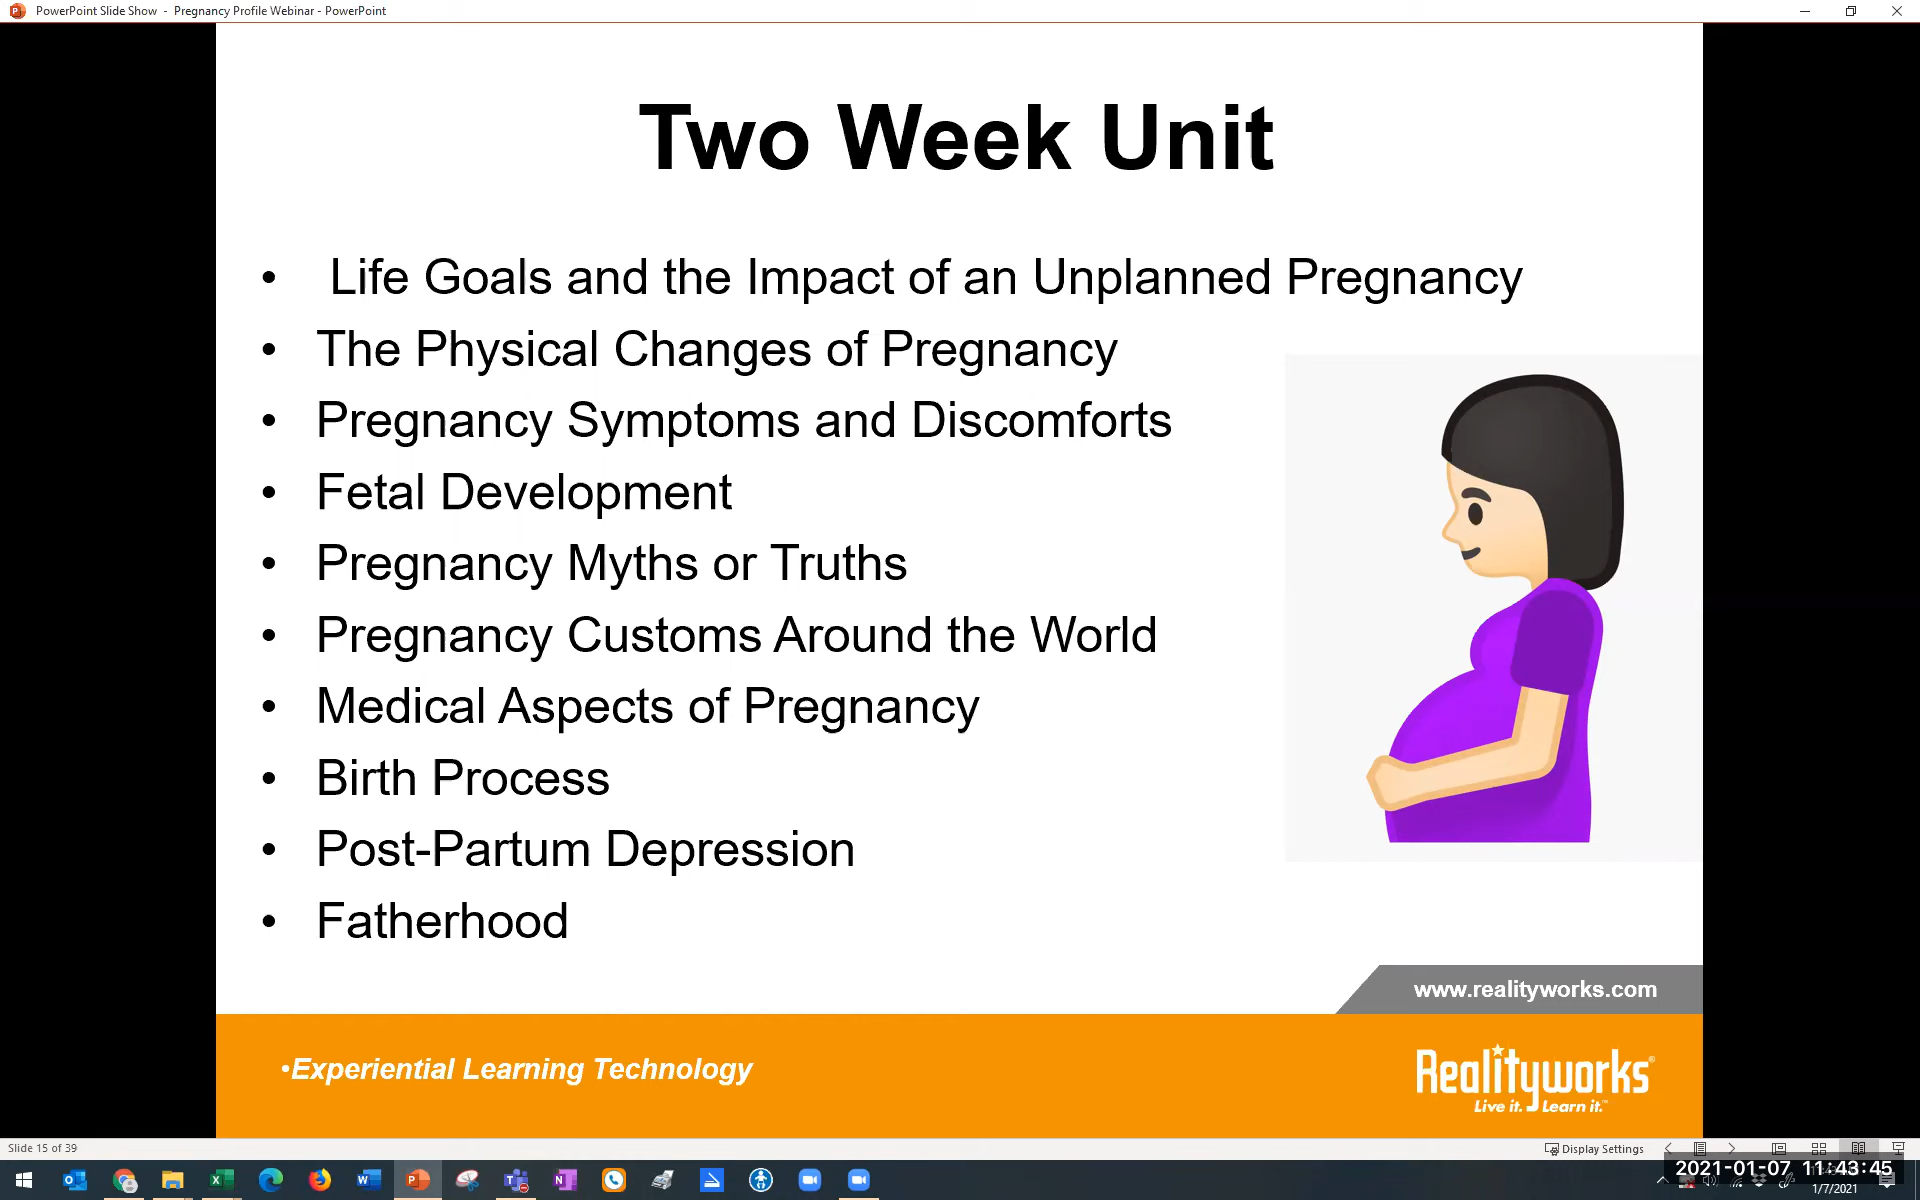 PowerPoint Slide Show - Pregnancy Profile Webinar - PowerPoint
Two Week Unit
• Life Goals and the Impact of an Unplanned Pregnancy
• The Physical Changes of Pregnancy
• Pregnancy Symptoms and Discomforts
• Fetal Development
• Pregnancy Myths or Truths
• Pregnancy Customs Around the World
• Medical Aspects of Pregnancy
• Birth Process
• Post-Partum Depression
• Fatherhood
www.realityworks.com
•Experiential Learning Technology
Realityworks®
Live it. Learn it.™
Slide 15 of 39
Display Settings
2021-01-07 11:43:45
1/7/2021